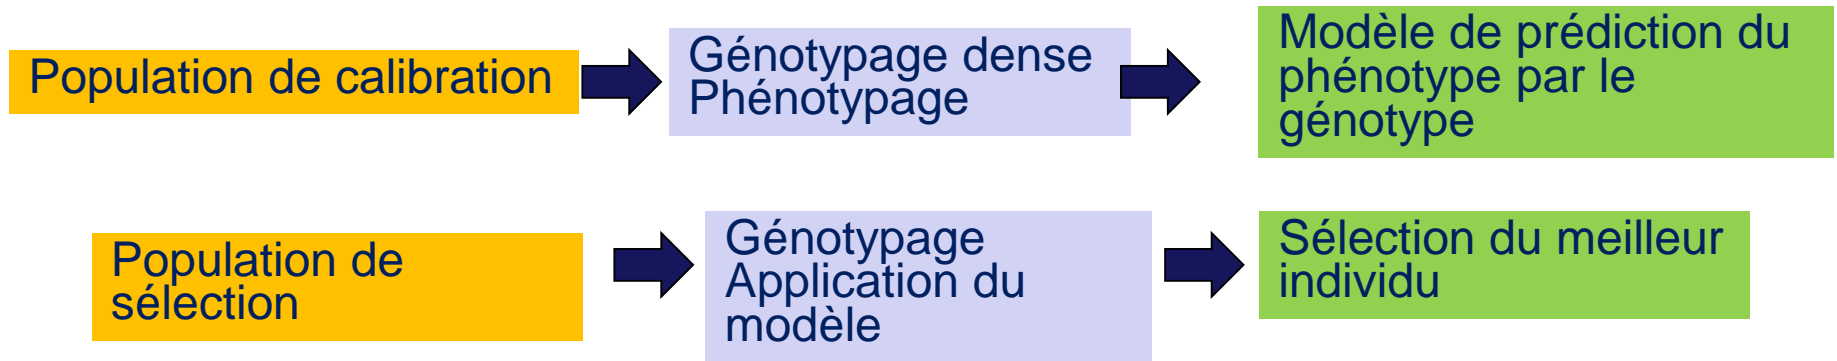 Population de calibration
Génotypage dense
Phénotypage
Modèle de prédiction du
phénotype par le
génotype
Population de
sélection
Génotypage
Application du
modèle
Sélection du meilleur
individu